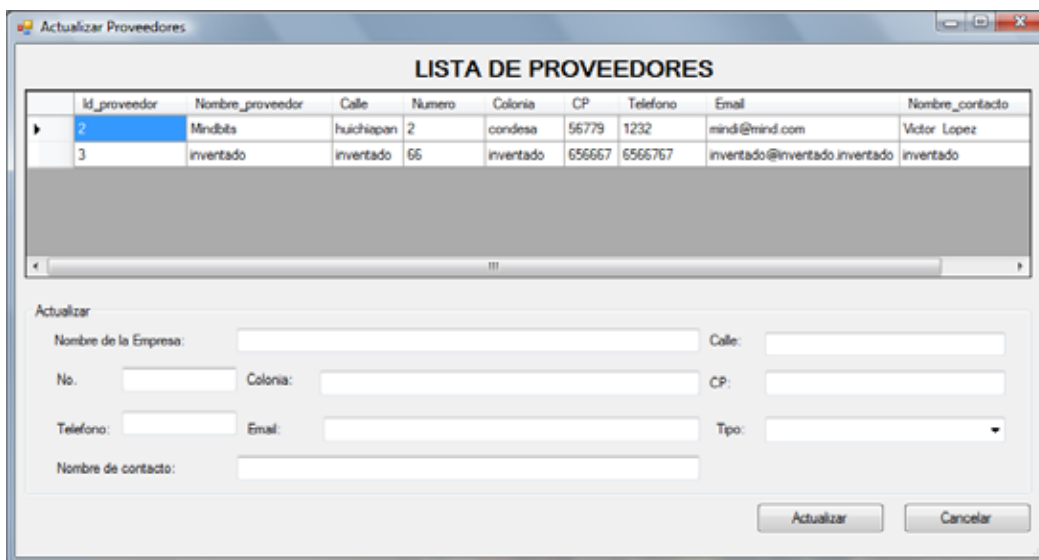 Actualizar Proveedores
LISTA DE PROVEEDORES
Id_proveedor Nombre_proveedor Calle Numero Colonia CP Telefono Email Nombre_contacto
2 Mindbits huichiapan 2 condesa 56779 1232 mindi@mind.com Victor Lopez
3 inventado inventado 66 inventado 656667 6566767 inventado@inventado.inventado inventado
Actualizar
Nombre de la Empresa: Calle:
No. Colonia: CP:
Telefono: Email: Tipo:
Nombre de contacto:
Actualizar Cancelar